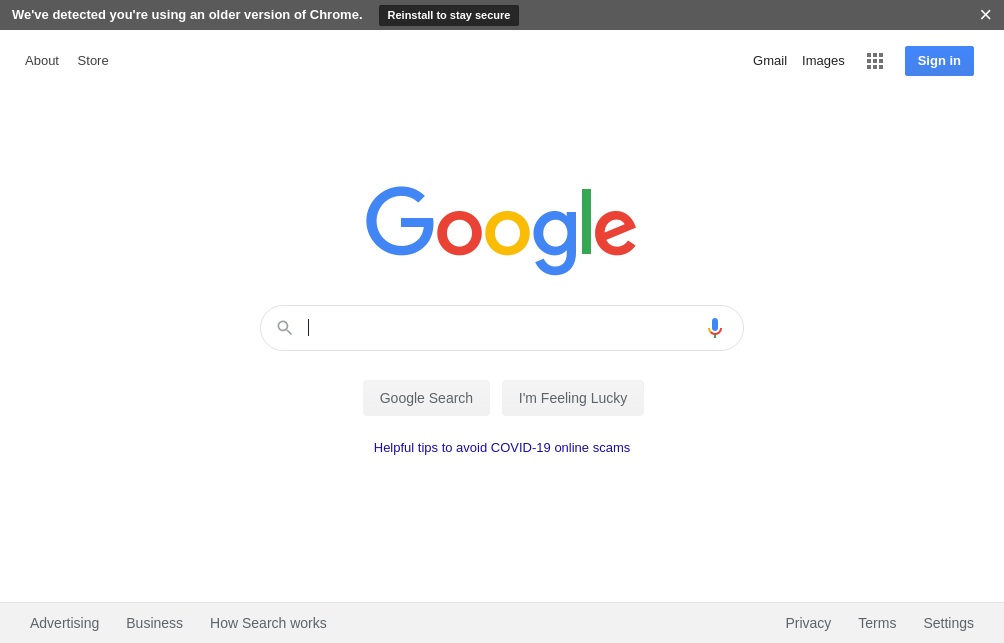 We've detected you're using an older version of Chrome. Reinstall to stay secure
About Store Gmail Images Sign in
Google
Google Search I'm Feeling Lucky
Helpful tips to avoid COVID-19 online scams
Advertising Business How Search works Privacy Terms Settings